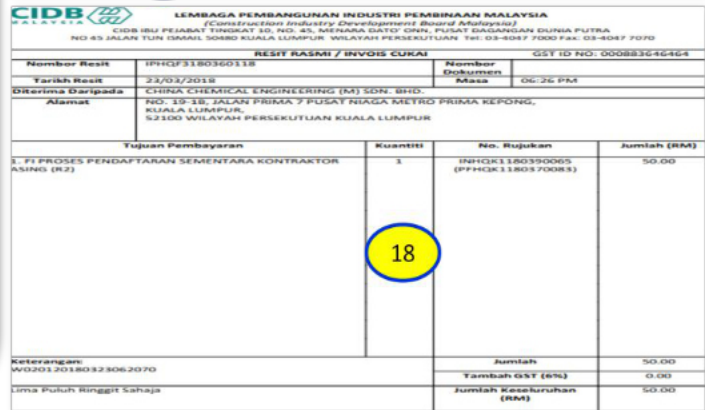 CIDB
MALAYSIA
LEMBAGA PEMBANGUNAN INDUSTRI PEMBINAAN MALAYSIA
(Construction Industry Development Board Malaysia)
CIDB IBU PEJABAT TINGKAT 10, NO. 45, MENARA DATO' ONN, PUSAT DAGANGAN DUNIA PUTRA
NO 45 JALAN TUN ISMAIL 50480 KUALA LUMPUR WILAYAH PERSEKUTUAN Tel: 03-4047 7000 Fax: 03-4047 7070
RESIT RASMI / INVOIS CUKAI GST ID NO: 000883646464
Nombor Resit IPHQF3180360118 Nombor Dokumen
Tarikh Resit 23/03/2018 Masa 06:26 PM
Diterima Daripada CHINA CHEMICAL ENGINEERING (M) SDN. BHD.
Alamat NO. 19-1B, JALAN PRIMA 7 PUSAT NIAGA METRO PRIMA KEPONG,
KUALA LUMPUR,
52100 WILAYAH PERSEKUTUAN KUALA LUMPUR
Tujuan Pembayaran Kuantiti No. Rujukan Jumlah (RM)
1. FI PROSES PENDAFTARAN SEMENTARA KONTRAKTOR 1 INHQK1180390065 50.00
ASING (R2) (PFHQK1180370083)
18
Keterangan: Jumlah 50.00
W020120180323062070
Tambah GST (6%) 0.00
Lima Puluh Ringgit Sahaja Jumlah Keseluruhan 50.00
(RM)